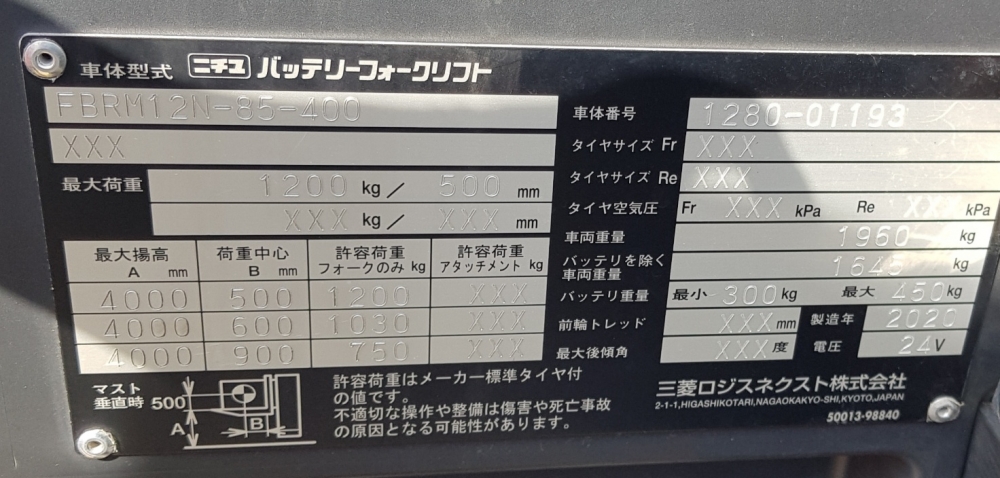 車体型式 ニチユ バッテリーフォークリフト
FBRM12N-85-400
XXX
最大荷重 1200 kg／ 500 mm
XXX kg／ XXX mm
最大揚高 A mm 荷重中心 B mm 許容荷重 フォークのみ kg 許容荷重 アタッチメント kg
4000 500 1200 XXX
4000 600 1030 XXX
4000 900 750 XXX
マスト垂直時 500 A B
許容荷重はメーカー標準タイヤ付
の値です。
不適切な操作や整備は傷害や死亡事故
の原因となる可能性があります。
車体番号 1280-01193
タイヤサイズ Fr XXX
タイヤサイズ Re XXX
タイヤ空気圧 Fr XXX kPa Re XXX kPa
車両重量 1960 kg
バッテリを除く
車両重量 1645 kg
バッテリ重量 最小 300 kg 最大 450 kg
前輪トレッド XXX mm 製造年 2020
最大後傾角 XXX 度 電圧 24 V
三菱ロジスネクスト株式会社
2-1-1,HIGASHIKOTARI,NAGAOKAKYO-SHI,KYOTO,JAPAN
50013-98840